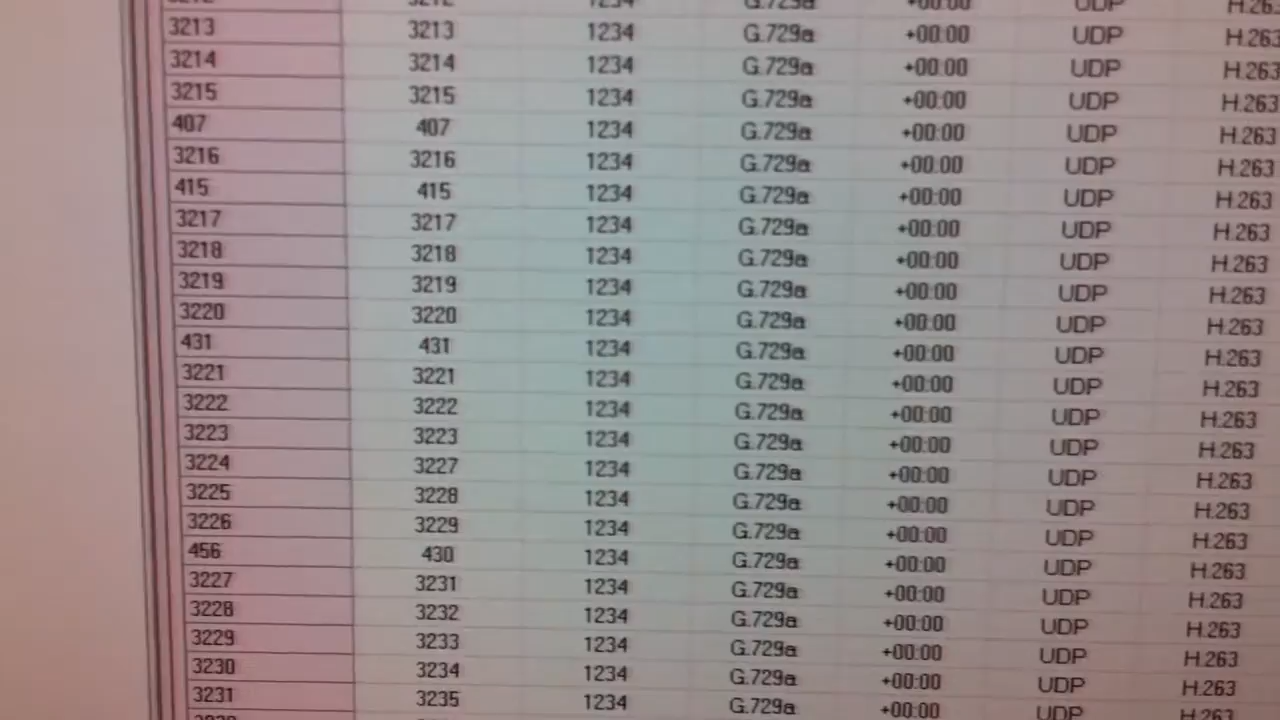 3212 3212 1234 G.729a +00:00 UDP H.263
3213 3213 1234 G.729a +00:00 UDP H.263
3214 3214 1234 G.729a +00:00 UDP H.263
3215 3215 1234 G.729a +00:00 UDP H.263
407 407 1234 G.729a +00:00 UDP H.263
3216 3216 1234 G.729a +00:00 UDP H.263
415 415 1234 G.729a +00:00 UDP H.263
3217 3217 1234 G.729a +00:00 UDP H.263
3218 3218 1234 G.729a +00:00 UDP H.263
3219 3219 1234 G.729a +00:00 UDP H.263
3220 3220 1234 G.729a +00:00 UDP H.263
431 431 1234 G.729a +00:00 UDP H.263
3221 3221 1234 G.729a +00:00 UDP H.263
3222 3222 1234 G.729a +00:00 UDP H.263
3223 3223 1234 G.729a +00:00 UDP H.263
3224 3227 1234 G.729a +00:00 UDP H.263
3225 3228 1234 G.729a +00:00 UDP H.263
3226 3229 1234 G.729a +00:00 UDP H.263
456 430 1234 G.729a +00:00 UDP H.263
3227 3231 1234 G.729a +00:00 UDP H.263
3228 3232 1234 G.729a +00:00 UDP H.263
3229 3233 1234 G.729a +00:00 UDP H.263
3230 3234 1234 G.729a +00:00 UDP H.263
3231 3235 1234 G.729a +00:00 UDP H.263